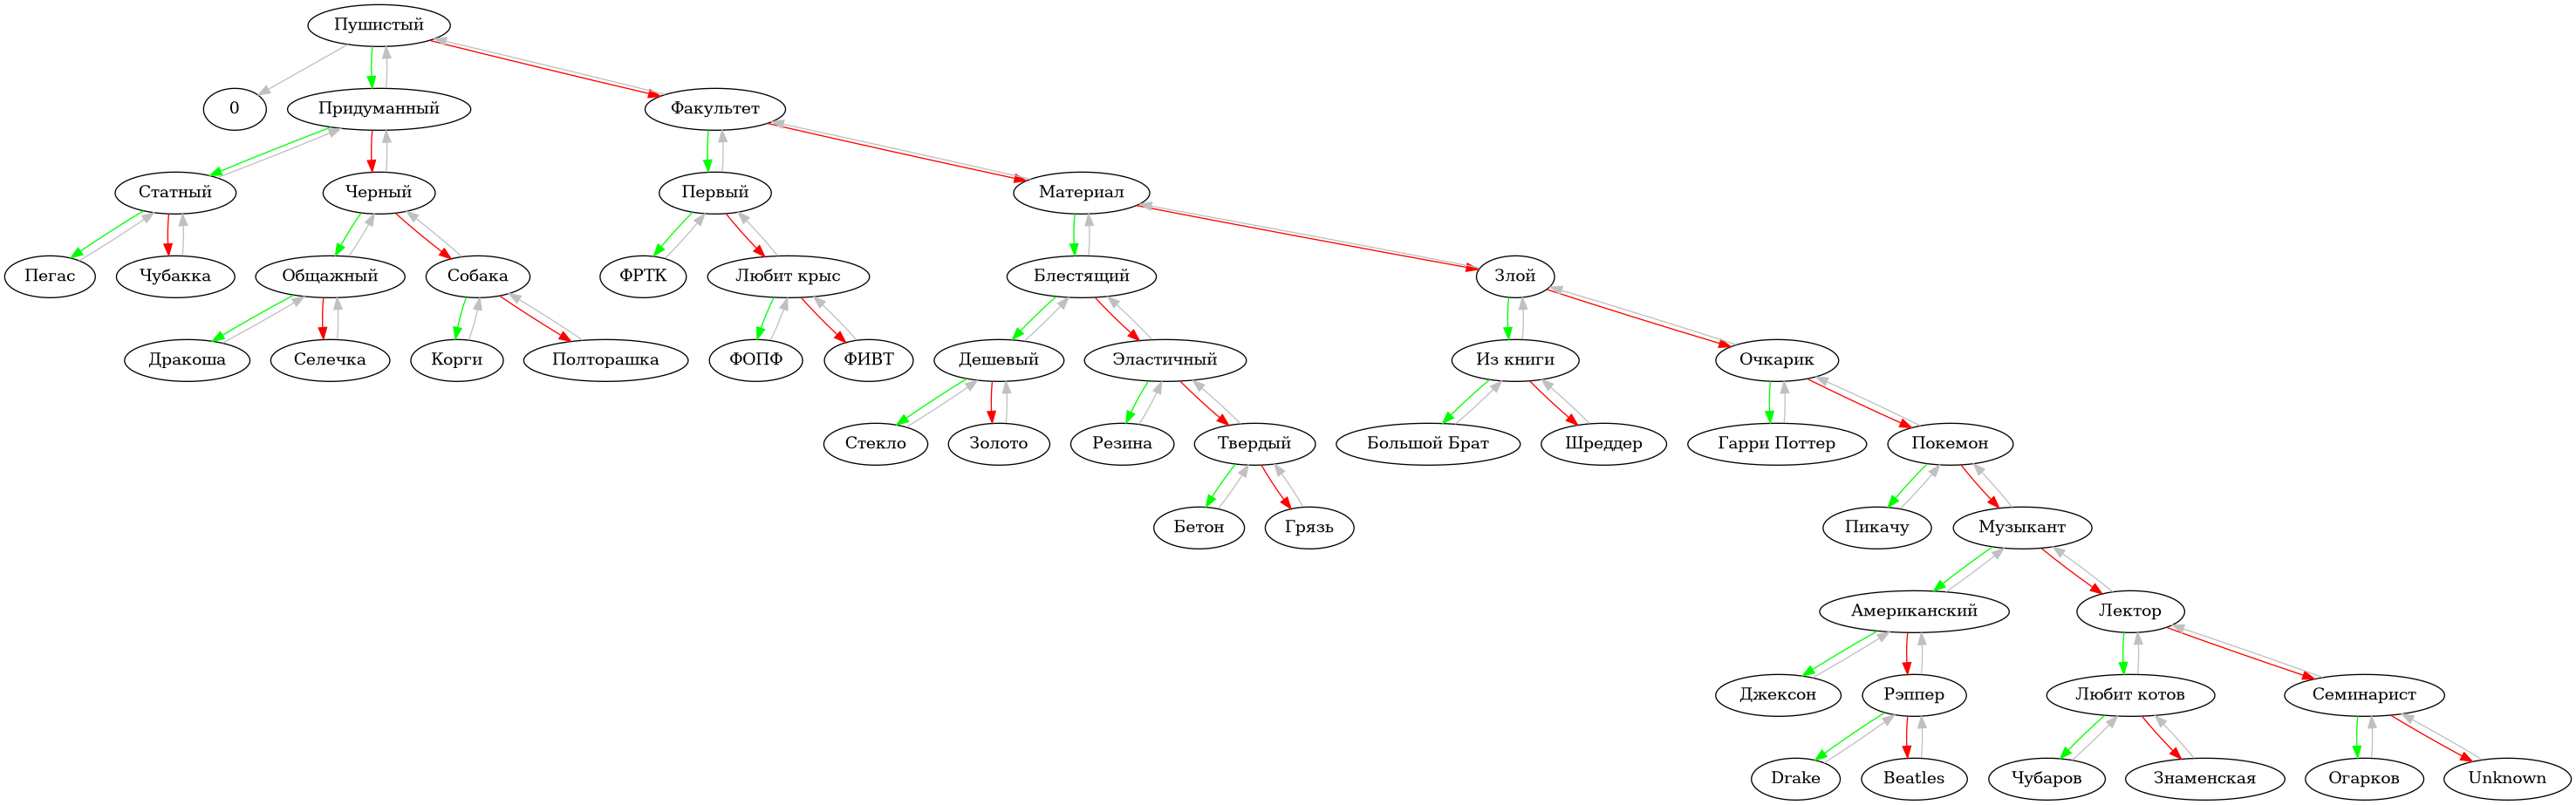 Пушистый
0
Придуманный
Факультет
Статный
Черный
Первый
Материал
Пегас
Чубакка
Общажный
Собака
ФРТК
Любит крыс
Блестящий
Злой
Дракоша
Селечка
Корги
Полторашка
ФОПФ
ФИВТ
Дешевый
Эластичный
Из книги
Очкарик
Стекло
Золото
Резина
Твердый
Большой Брат
Шреддер
Гарри Поттер
Покемон
Бетон
Грязь
Пикачу
Музыкант
Американский
Лектор
Джексон
Рэппер
Любит котов
Семинарист
Drake
Beatles
Чубаров
Знаменская
Огарков
Unknown